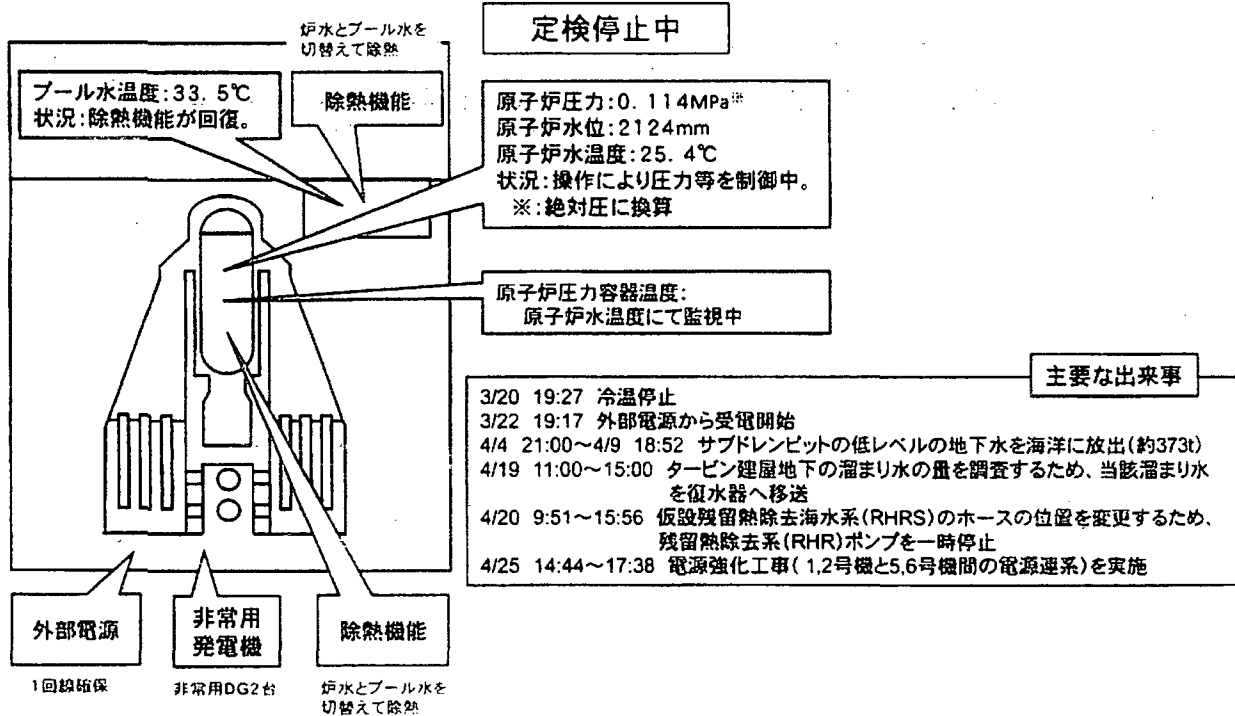 定検停止中
炉水とプール水を
切替えて除熱
除熱機能
プール水温度:33. 5℃
状況:除熱機能が回復。
原子炉圧力:0. 114MPa※
原子炉水位:2124mm
原子炉水温度:25. 4℃
状況:操作により圧力等を制御中。
※:絶対圧に換算
原子炉圧力容器温度:
原子炉水温度にて監視中
主要な出来事
3/20 19:27 冷温停止
3/22 19:17 外部電源から受電開始
4/4 21:00～4/9 18:52 サブドレンピットの低レベルの地下水を海洋に放出(約373t)
4/19 11:00～15:00 タービン建屋地下の溜まり水の量を調査するため、当該溜まり水
を復水器へ移送
4/20 9:51～15:56 仮設残留熱除去海水系(RHRS)のホースの位置を変更するため、
残留熱除去系(RHR)ポンプを一時停止
4/25 14:44～17:38 電源強化工事(1,2号機と5,6号機間の電源連系)を実施
外部電源
1回線確保
非常用
発電機
非常用DG2台
除熱機能
炉水とプール水を
切替えて除熱